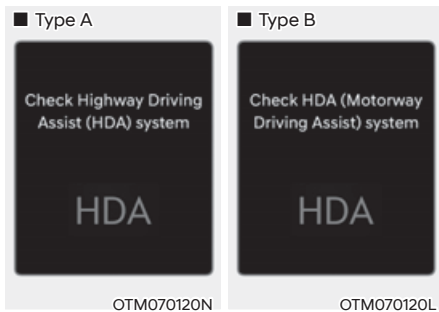 ■ Type A
Check Highway Driving
Assist (HDA) system
HDA
OTM070120N
■ Type B
Check HDA (Motorway
Driving Assist) system
HDA
OTM070120L